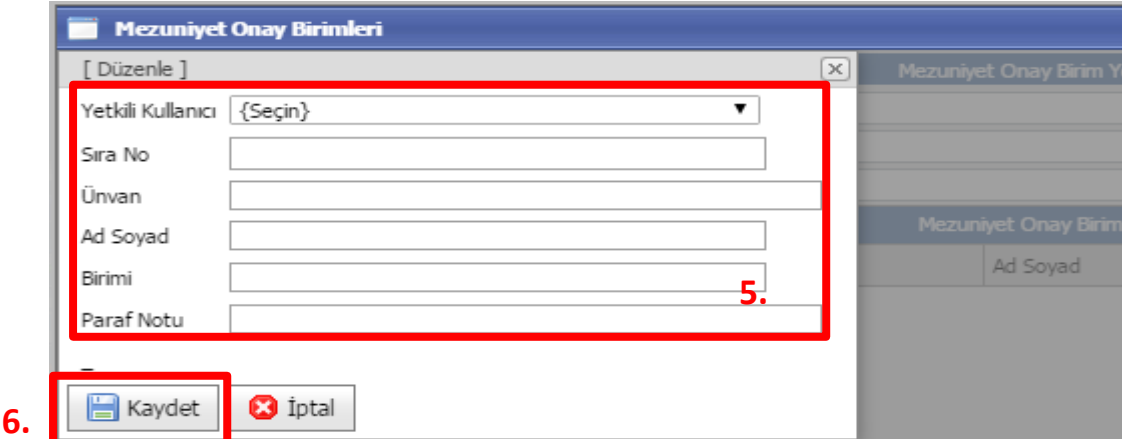 Mezuniyet Onay Birimleri
[ Düzenle ]
Mezuniyet Onay Birim
Yetkili Kullanıcı {Seçin}
Sıra No
Ünvan
Ad Soyad
Mezuniyet Onay Birim
Birimi
Ad Soyad
5.
Paraf Notu
Kaydet
İptal
6.